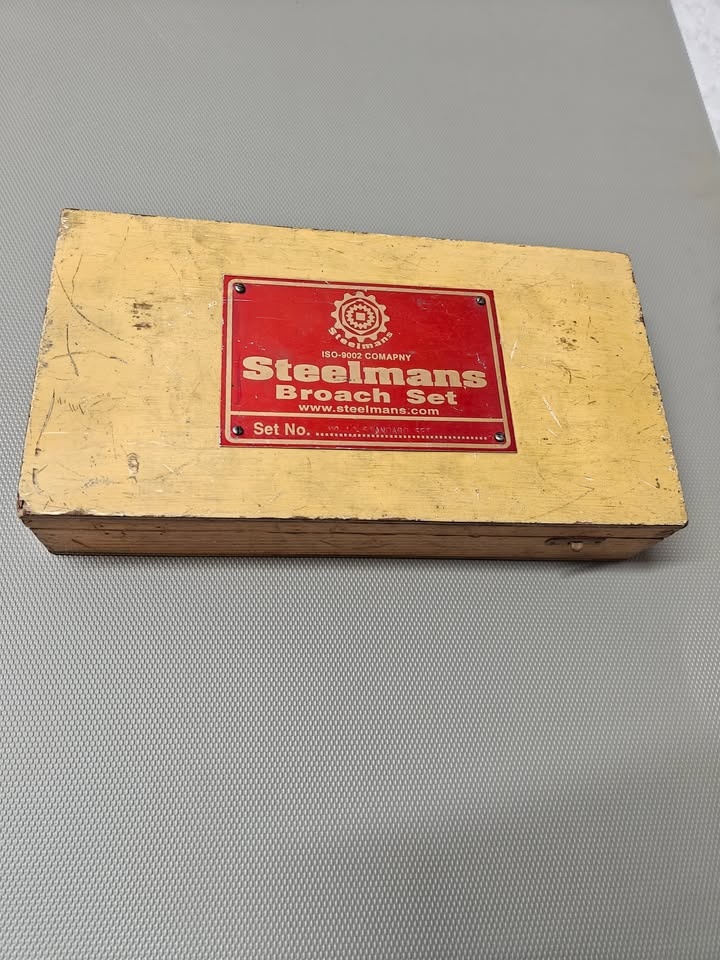 Steelmans
ISO-9002 COMAPNY
Steelmans
Broach Set
www.steelmans.com
Set No. STANDARD SET